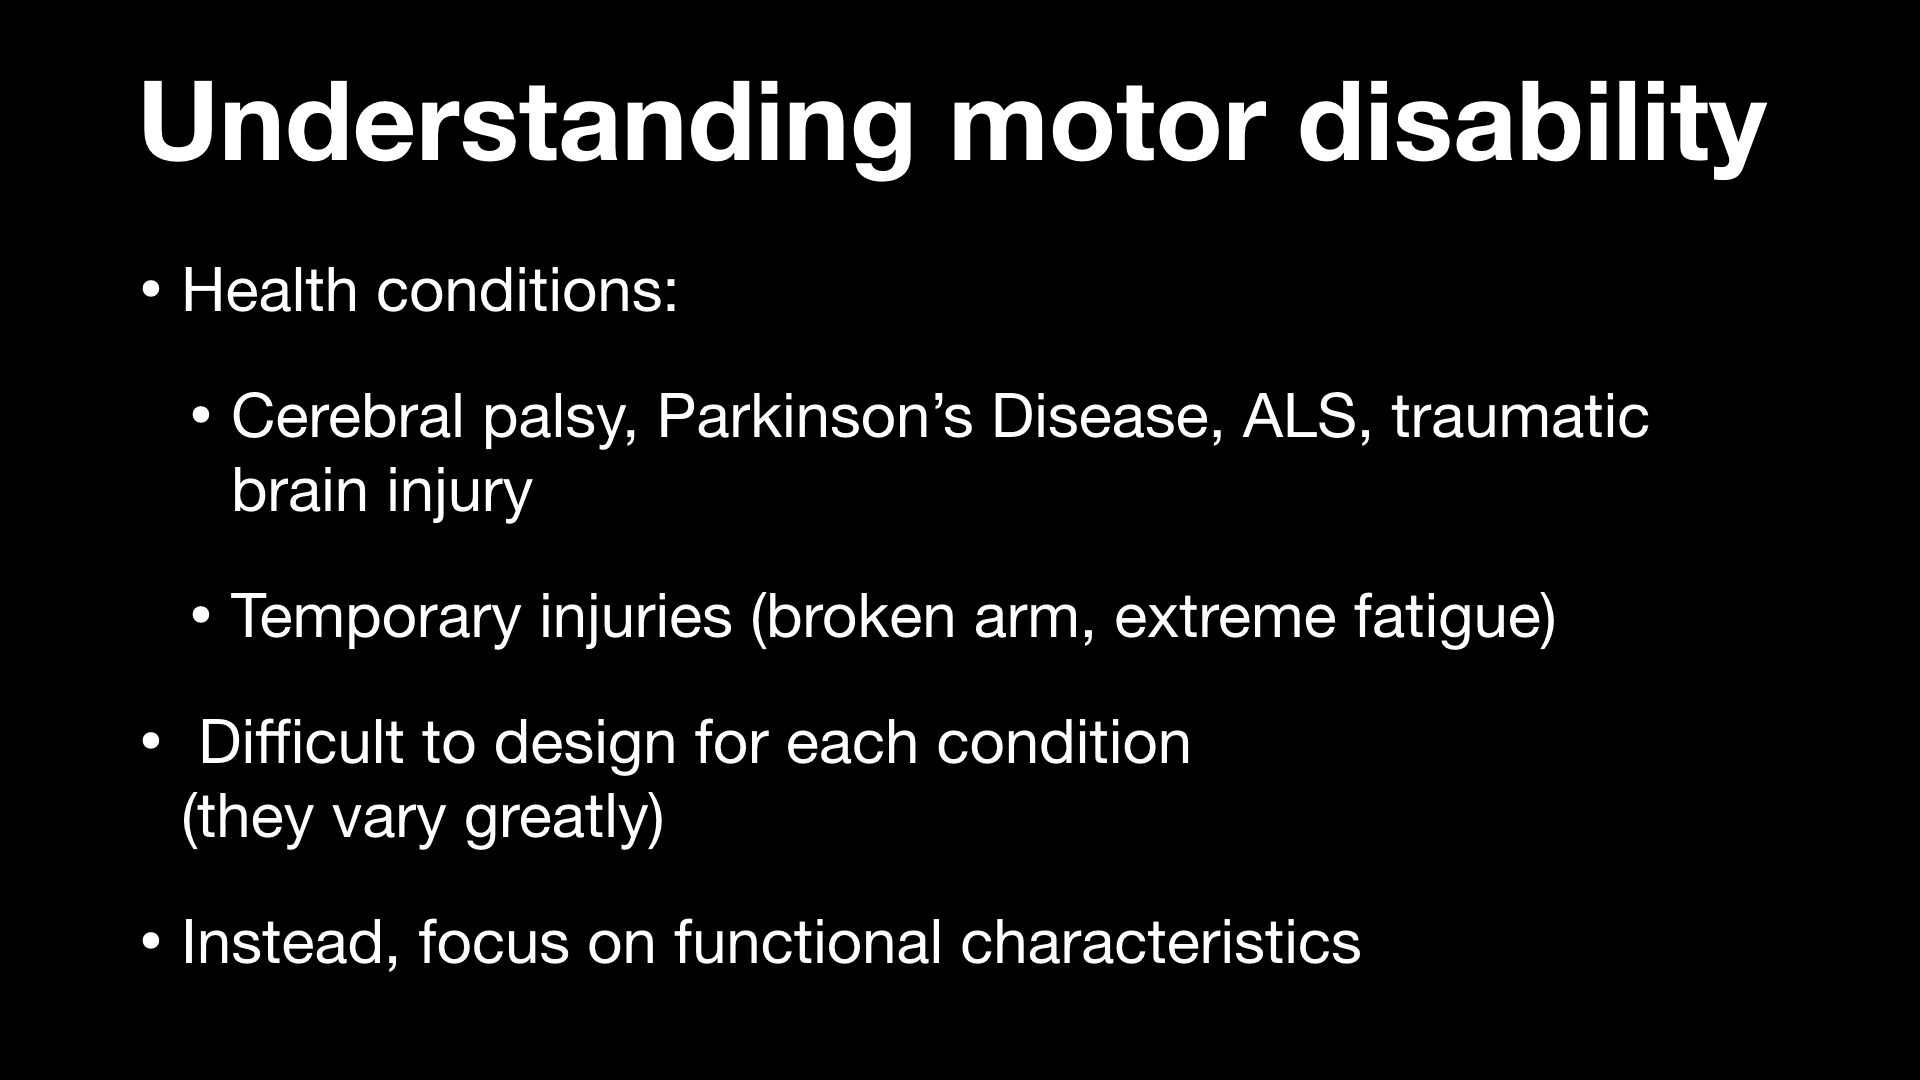 Understanding motor disability
• Health conditions:
• Cerebral palsy, Parkinson’s Disease, ALS, traumatic
brain injury
• Temporary injuries (broken arm, extreme fatigue)
• Difficult to design for each condition
(they vary greatly)
• Instead, focus on functional characteristics